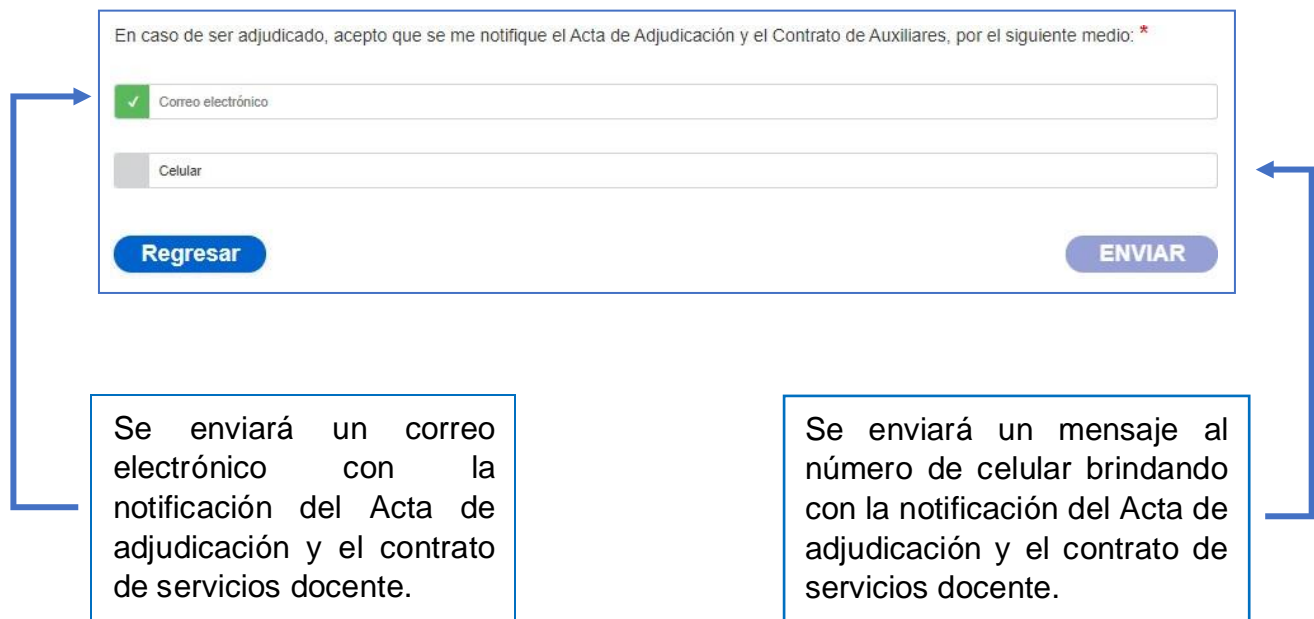 En caso de ser adjudicado, acepto que se me notifique el Acta de Adjudicación y el Contrato de Auxiliares, por el siguiente medio: *
✓ Correo electrónico
Celular
Regresar
ENVIAR
Se enviará un correo
electrónico con la
notificación del Acta de
adjudicación y el contrato
de servicios docente.
Se enviará un mensaje al
número de celular brindando
con la notificación del Acta de
adjudicación y el contrato de
servicios docente.